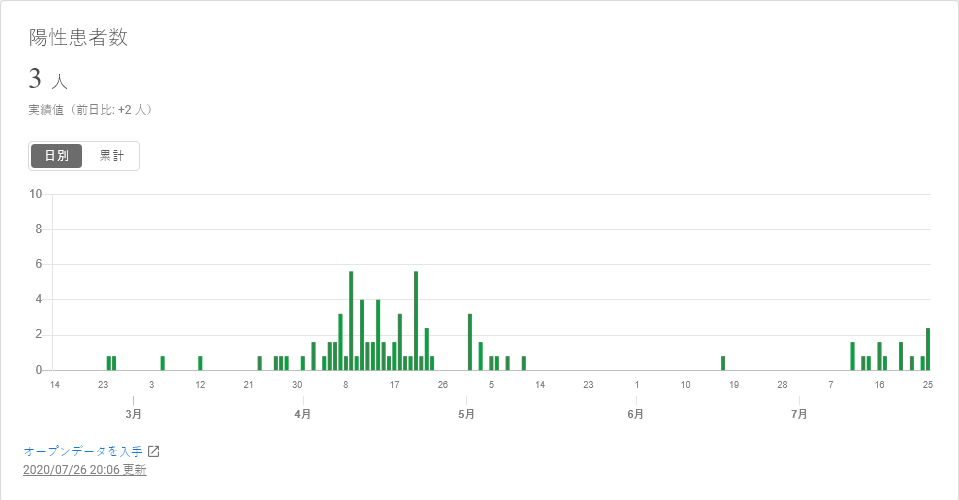 陽性患者数
3 人
実績値（前日比: +2 人）
日別 累計
10
8
6
4
2
0
14 23 3 12 21 30 8 17 26 5 14 23 1 10 19 28 7 16 25
3月 4月 5月 6月 7月
オープンデータを入手
2020/07/26 20:06 更新